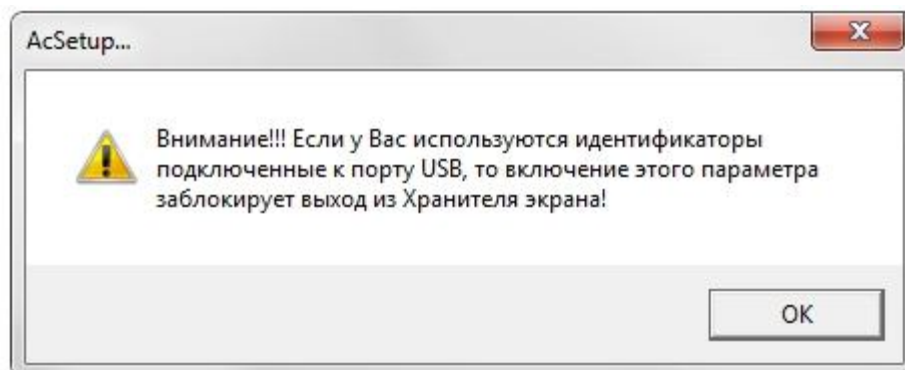 AcSetup...
Внимание!!! Если у Вас используются идентификаторы
подключенные к порту USB, то включение этого параметра
заблокирует выход из Хранителя экрана!
OK